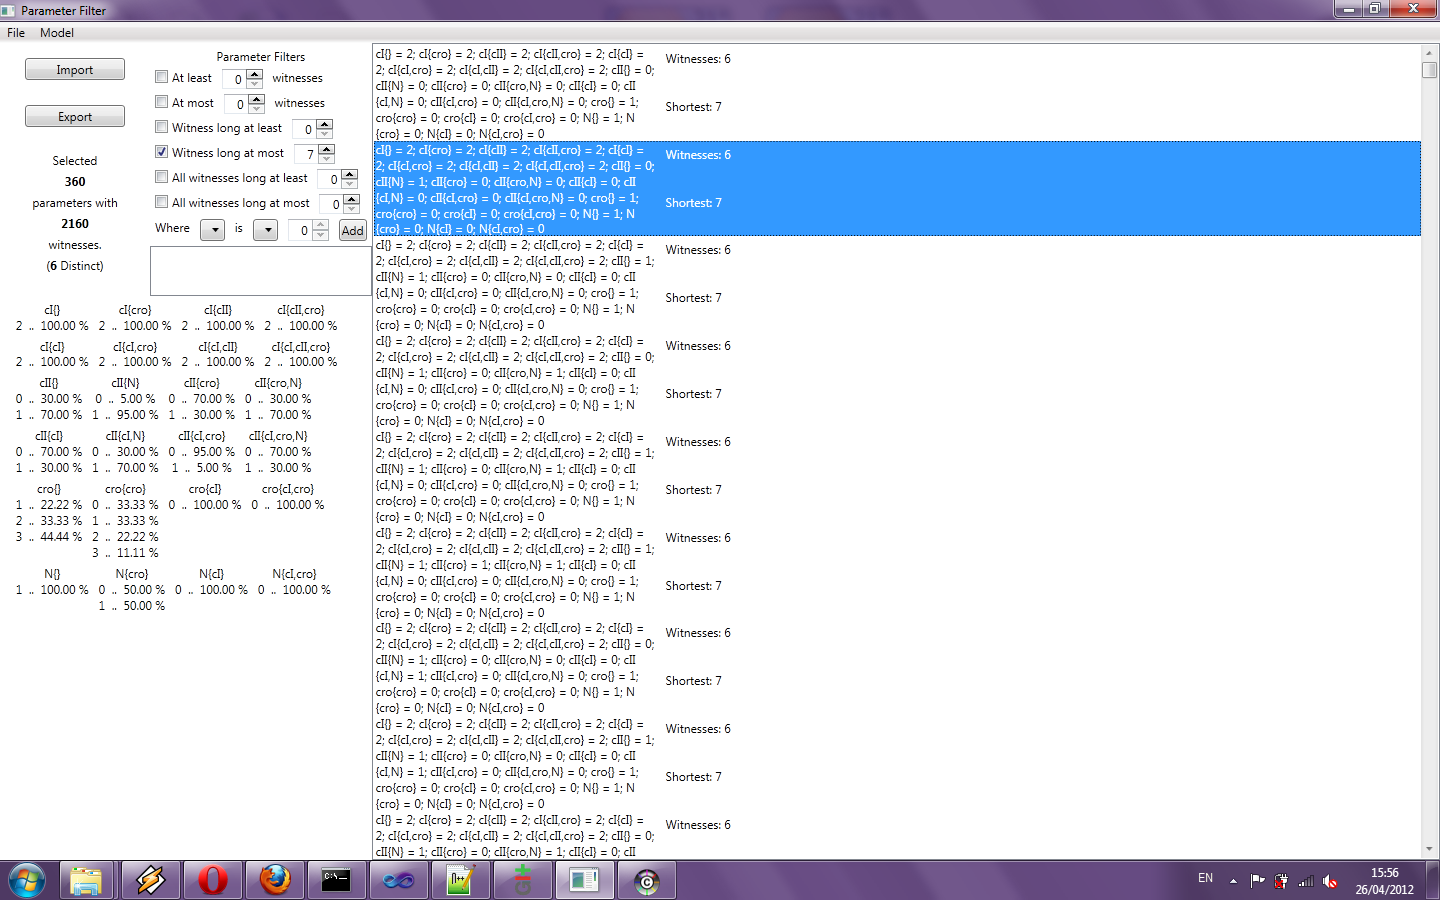 Parameter Filter
File Model
Import
Export
Selected
360
parameters with
2160
witnesses.
(6 Distinct)
Parameter Filters
At least 0 witnesses
At most 0 witnesses
Witness long at least 0
Witness long at most 7
All witnesses long at least 0
All witnesses long at most 0
Where is 0 Add
cI{} cI{cro} cI{cII} cI{cII,cro}
2 .. 100.00 % 2 .. 100.00 % 2 .. 100.00 % 2 .. 100.00 %
cI{cI} cI{cI,cro} cI{cI,cII} cI{cI,cII,cro}
2 .. 100.00 % 2 .. 100.00 % 2 .. 100.00 % 2 .. 100.00 %
cII{} cII{N} cII{cro} cII{cro,N}
0 .. 30.00 % 0 .. 5.00 % 0 .. 70.00 % 0 .. 30.00 %
1 .. 70.00 % 1 .. 95.00 % 1 .. 30.00 % 1 .. 70.00 %
cII{cI} cII{cI,N} cII{cI,cro} cII{cI,cro,N}
0 .. 70.00 % 0 .. 30.00 % 0 .. 95.00 % 0 .. 70.00 %
1 .. 30.00 % 1 .. 70.00 % 1 .. 5.00 % 1 .. 30.00 %
cro{} cro{cro} cro{cI} cro{cI,cro}
1 .. 22.22 % 0 .. 33.33 % 0 .. 100.00 % 0 .. 100.00 %
2 .. 33.33 % 1 .. 33.33 %
3 .. 44.44 % 2 .. 22.22 %
3 .. 11.11 %
N{} N{cro} N{cI} N{cI,cro}
1 .. 100.00 % 0 .. 50.00 % 0 .. 100.00 % 0 .. 100.00 %
1 .. 50.00 %
cI{} = 2; cI{cro} = 2; cI{cII} = 2; cI{cII,cro} = 2; cI{cI} =
2; cI{cI,cro} = 2; cI{cI,cII} = 2; cI{cI,cII,cro} = 2; cII{} = 0;
cII{N} = 0; cII{cro} = 0; cII{cro,N} = 0; cII{cI} = 0; cII
{cI,N} = 0; cII{cI,cro} = 0; cII{cI,cro,N} = 0; cro{} = 1;
cro{cro} = 0; cro{cI} = 0; cro{cI,cro} = 0; N{} = 1; N
{cro} = 0; N{cI} = 0; N{cI,cro} = 0
Witnesses: 6
Shortest: 7
cI{} = 2; cI{cro} = 2; cI{cII} = 2; cI{cII,cro} = 2; cI{cI} =
2; cI{cI,cro} = 2; cI{cI,cII} = 2; cI{cI,cII,cro} = 2; cII{} = 0;
cII{N} = 1; cII{cro} = 0; cII{cro,N} = 0; cII{cI} = 0; cII
{cI,N} = 0; cII{cI,cro} = 0; cII{cI,cro,N} = 0; cro{} = 1;
cro{cro} = 0; cro{cI} = 0; cro{cI,cro} = 0; N{} = 1; N
{cro} = 0; N{cI} = 0; N{cI,cro} = 0
Witnesses: 6
Shortest: 7
cI{} = 2; cI{cro} = 2; cI{cII} = 2; cI{cII,cro} = 2; cI{cI} =
2; cI{cI,cro} = 2; cI{cI,cII} = 2; cI{cI,cII,cro} = 2; cII{} = 1;
cII{N} = 1; cII{cro} = 0; cII{cro,N} = 0; cII{cI} = 0; cII
{cI,N} = 0; cII{cI,cro} = 0; cII{cI,cro,N} = 0; cro{} = 1;
cro{cro} = 0; cro{cI} = 0; cro{cI,cro} = 0; N{} = 1; N
{cro} = 0; N{cI} = 0; N{cI,cro} = 0
Witnesses: 6
Shortest: 7
cI{} = 2; cI{cro} = 2; cI{cII} = 2; cI{cII,cro} = 2; cI{cI} =
2; cI{cI,cro} = 2; cI{cI,cII} = 2; cI{cI,cII,cro} = 2; cII{} = 0;
cII{N} = 1; cII{cro} = 0; cII{cro,N} = 1; cII{cI} = 0; cII
{cI,N} = 0; cII{cI,cro} = 0; cII{cI,cro,N} = 0; cro{} = 1;
cro{cro} = 0; cro{cI} = 0; cro{cI,cro} = 0; N{} = 1; N
{cro} = 0; N{cI} = 0; N{cI,cro} = 0
Witnesses: 6
Shortest: 7
cI{} = 2; cI{cro} = 2; cI{cII} = 2; cI{cII,cro} = 2; cI{cI} =
2; cI{cI,cro} = 2; cI{cI,cII} = 2; cI{cI,cII,cro} = 2; cII{} = 1;
cII{N} = 1; cII{cro} = 0; cII{cro,N} = 1; cII{cI} = 0; cII
{cI,N} = 0; cII{cI,cro} = 0; cII{cI,cro,N} = 0; cro{} = 1;
cro{cro} = 0; cro{cI} = 0; cro{cI,cro} = 0; N{} = 1; N
{cro} = 0; N{cI} = 0; N{cI,cro} = 0
Witnesses: 6
Shortest: 7
cI{} = 2; cI{cro} = 2; cI{cII} = 2; cI{cII,cro} = 2; cI{cI} =
2; cI{cI,cro} = 2; cI{cI,cII} = 2; cI{cI,cII,cro} = 2; cII{} = 1;
cII{N} = 1; cII{cro} = 1; cII{cro,N} = 1; cII{cI} = 0; cII
{cI,N} = 0; cII{cI,cro} = 0; cII{cI,cro,N} = 0; cro{} = 1;
cro{cro} = 0; cro{cI} = 0; cro{cI,cro} = 0; N{} = 1; N
{cro} = 0; N{cI} = 0; N{cI,cro} = 0
Witnesses: 6
Shortest: 7
cI{} = 2; cI{cro} = 2; cI{cII} = 2; cI{cII,cro} = 2; cI{cI} =
2; cI{cI,cro} = 2; cI{cI,cII} = 2; cI{cI,cII,cro} = 2; cII{} = 0;
cII{N} = 1; cII{cro} = 0; cII{cro,N} = 0; cII{cI} = 0; cII
{cI,N} = 1; cII{cI,cro} = 0; cII{cI,cro,N} = 0; cro{} = 1;
cro{cro} = 0; cro{cI} = 0; cro{cI,cro} = 0; N{} = 1; N
{cro} = 0; N{cI} = 0; N{cI,cro} = 0
Witnesses: 6
Shortest: 7
cI{} = 2; cI{cro} = 2; cI{cII} = 2; cI{cII,cro} = 2; cI{cI} =
2; cI{cI,cro} = 2; cI{cI,cII} = 2; cI{cI,cII,cro} = 2; cII{} = 1;
cII{N} = 1; cII{cro} = 0; cII{cro,N} = 0; cII{cI} = 0; cII
{cI,N} = 1; cII{cI,cro} = 0; cII{cI,cro,N} = 0; cro{} = 1;
cro{cro} = 0; cro{cI} = 0; cro{cI,cro} = 0; N{} = 1; N
{cro} = 0; N{cI} = 0; N{cI,cro} = 0
Witnesses: 6
Shortest: 7
cI{} = 2; cI{cro} = 2; cI{cII} = 2; cI{cII,cro} = 2; cI{cI} =
2; cI{cI,cro} = 2; cI{cI,cII} = 2; cI{cI,cII,cro} = 2; cII{} = 0;
cII{N} = 1; cII{cro} = 0; cII{cro,N} = 1; cII{cI} = 0; cII
Witnesses: 6
EN
15:56
26/04/2012